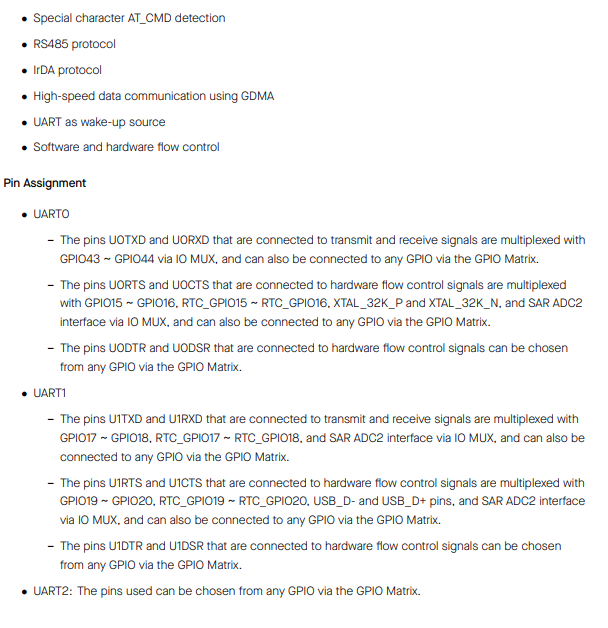 • Special character AT_CMD detection
• RS485 protocol
• IrDA protocol
• High-speed data communication using GDMA
• UART as wake-up source
• Software and hardware flow control
Pin Assignment
• UART0
– The pins U0TXD and U0RXD that are connected to transmit and receive signals are multiplexed with
GPIO43 ~ GPIO44 via IO MUX, and can also be connected to any GPIO via the GPIO Matrix.
– The pins U0RTS and U0CTS that are connected to hardware flow control signals are multiplexed
with GPIO15 ~ GPIO16, RTC_GPIO15 ~ RTC_GPIO16, XTAL_32K_P and XTAL_32K_N, and SAR ADC2
interface via IO MUX, and can also be connected to any GPIO via the GPIO Matrix.
– The pins U0DTR and U0DSR that are connected to hardware flow control signals can be chosen
from any GPIO via the GPIO Matrix.
• UART1
– The pins U1TXD and U1RXD that are connected to transmit and receive signals are multiplexed with
GPIO17 ~ GPIO18, RTC_GPIO17 ~ RTC_GPIO18, and SAR ADC2 interface via IO MUX, and can also be
connected to any GPIO via the GPIO Matrix.
– The pins U1RTS and U1CTS that are connected to hardware flow control signals are multiplexed with
GPIO19 ~ GPIO20, RTC_GPIO19 ~ RTC_GPIO20, USB_D- and USB_D+ pins, and SAR ADC2 interface
via IO MUX, and can also be connected to any GPIO via the GPIO Matrix.
– The pins U1DTR and U1DSR that are connected to hardware flow control signals can be chosen
from any GPIO via the GPIO Matrix.
• UART2: The pins used can be chosen from any GPIO via the GPIO Matrix.